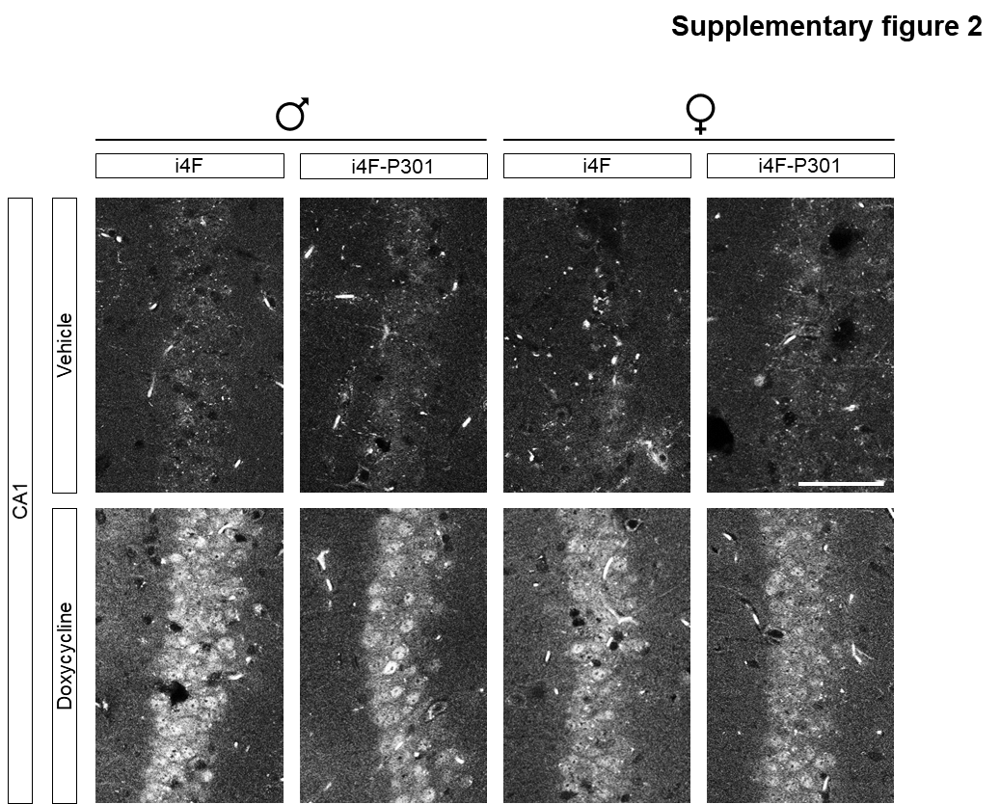 Supplementary figure 2
♂ ♀
i4F i4F-P301 i4F i4F-P301
CA1
Vehicle
Doxycycline